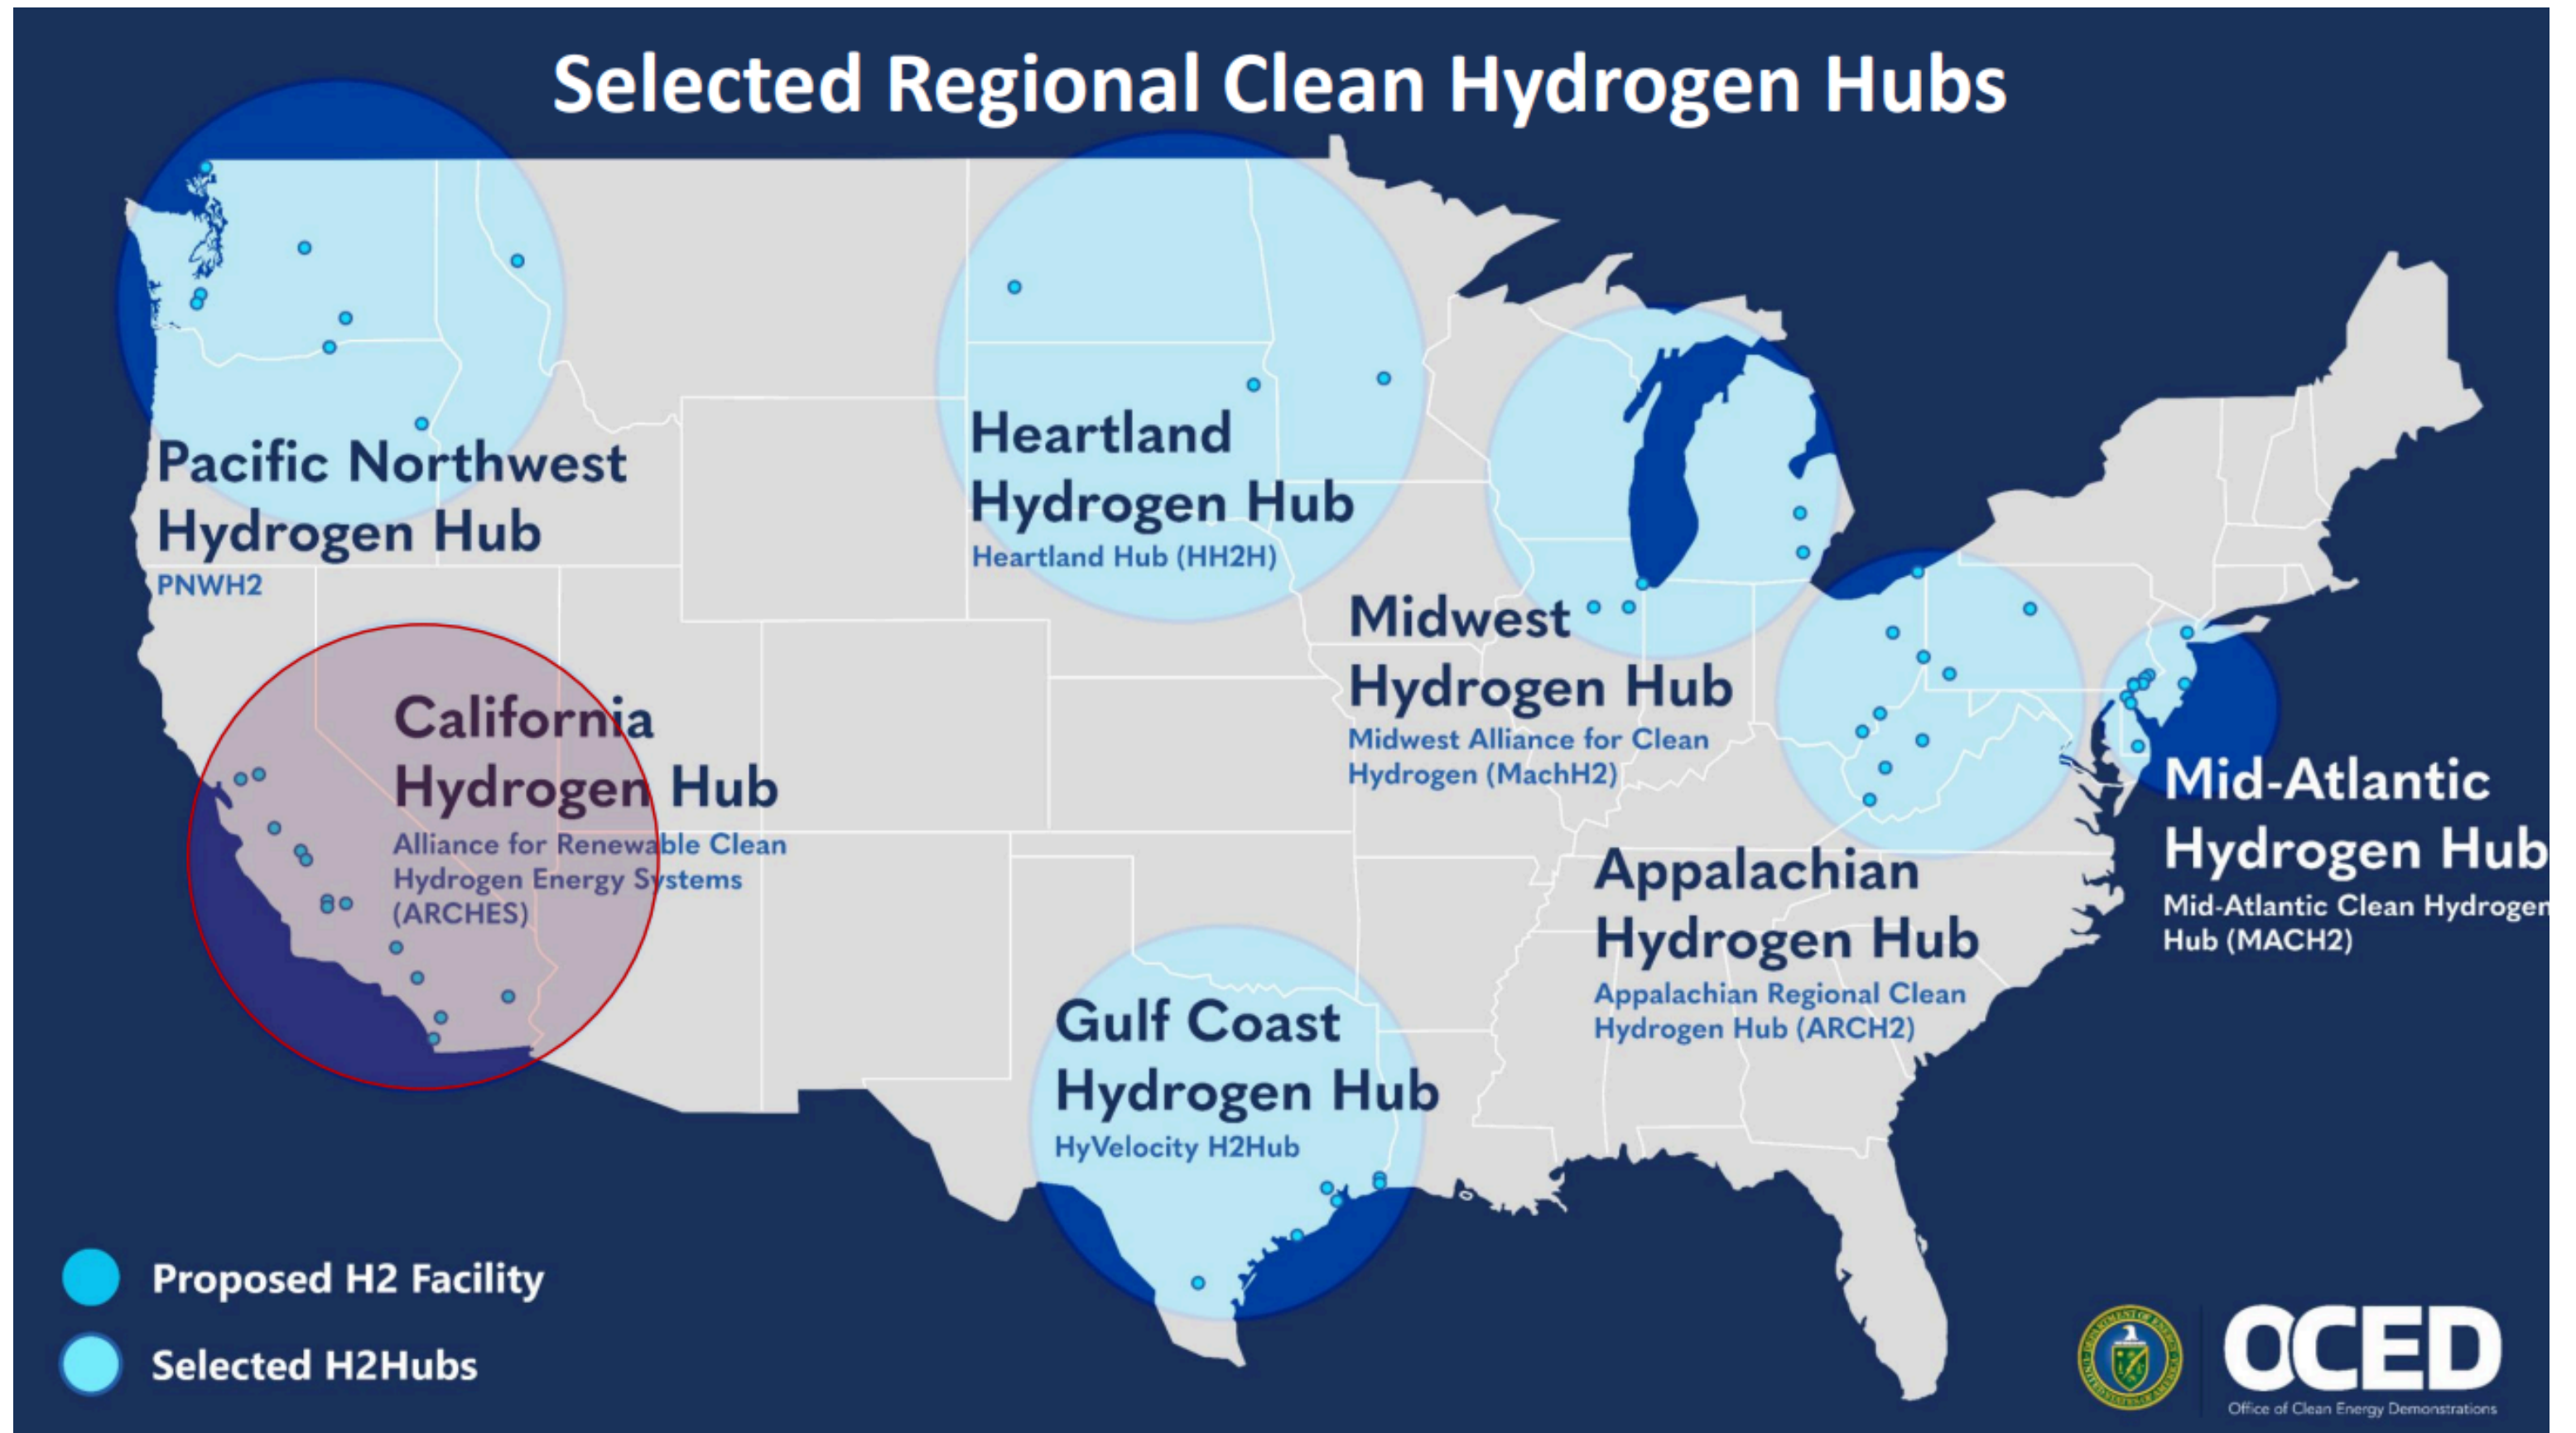 Selected Regional Clean Hydrogen Hubs
Pacific Northwest
Hydrogen Hub
PNWH2
Heartland
Hydrogen Hub
Heartland Hub (HH2H)
Midwest
Hydrogen Hub
Midwest Alliance for Clean
Hydrogen (MachH2)
California
Hydrogen Hub
Alliance for Renewable Clean
Hydrogen Energy Systems
(ARCHES)
Mid-Atlantic
Hydrogen Hub
Mid-Atlantic Clean Hydrogen
Hub (MACH2)
Appalachian
Hydrogen Hub
Appalachian Regional Clean
Hydrogen Hub (ARCH2)
Gulf Coast
Hydrogen Hub
HyVelocity H2Hub
Proposed H2 Facility
Selected H2Hubs
OCED
Office of Clean Energy Demonstrations